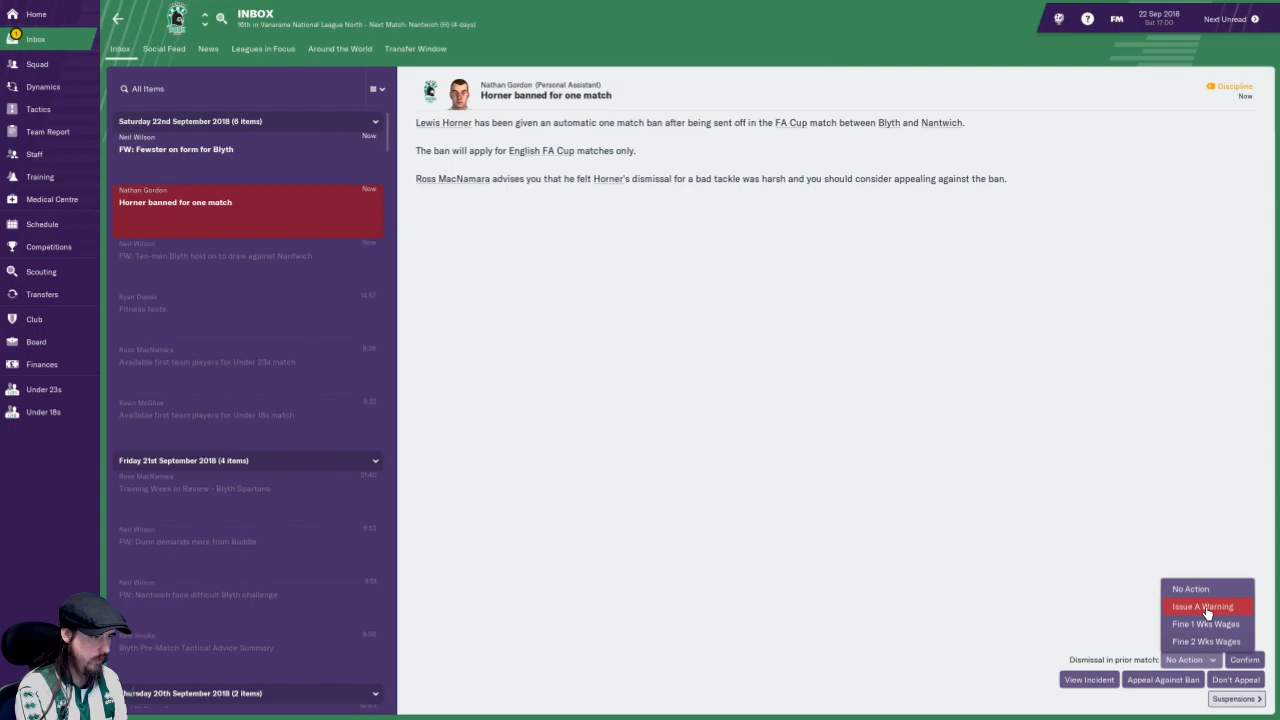 INBOX
16th in Vanarama National League North - Next Match: Nantwich (H) (4 days)
FM
22 Sep 2018
Sat 17:00
Next Unread
Home
Inbox
Squad
Dynamics
Tactics
Team Report
Staff
Training
Medical Centre
Schedule
Competitions
Scouting
Transfers
Club
Board
Finances
Under 23s
Under 18s
Inbox
Social Feed
News
Leagues in Focus
Around the World
Transfer Window
All Items
Saturday 22nd September 2018 (6 items)
Neil Wilson
Now
FW: Fewster on form for Blyth
Nathan Gordon
Now
Horner banned for one match
Neil Wilson
Now
FW: Ten-man Blyth hold on to draw against Nantwich
Ryan Davies
Fitness tests
Ross MacNamara
8:36
Available first team players for Under 23s match
Kevin McGhee
Available first team players for Under 18s match
Friday 21st September 2018 (4 items)
Ross MacNamara
21:40
Training Week In Review - Blyth Spartans
Neil Wilson
FW: Dunn demands more from Buddle
Neil Wilson
FW: Nantwich face difficult Blyth challenge
Blyth Pre-Match Tactical Advice Summary
20th September 2018 (2 items)
Nathan Gordon (Personal Assistant)
Horner banned for one match
Discipline
Now
Lewis Horner has been given an automatic one match ban after being sent off in the FA Cup match between Blyth and Nantwich.
The ban will apply for English FA Cup matches only.
Ross MacNamara advises you that he felt Horner's dismissal for a bad tackle was harsh and you should consider appealing against the ban.
No Action
Issue A Warning
Fine 1 Wks Wages
Fine 2 Wks Wages
Dismissal in prior match:
No Action
Confirm
View Incident
Appeal Against Ban
Don't Appeal
Suspensions